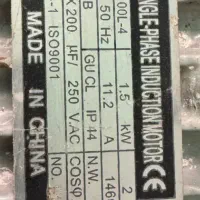 NGLE-PHASE INDUCTION MOTOR CE
00L-4 1.5 kW 2
50 Hz 11.2 A 146
B GU CL IP 44 N.W.
X200 µF/ 250 V.AC COSφ
-1 ISO9001 NO.
MADE IN CHINA